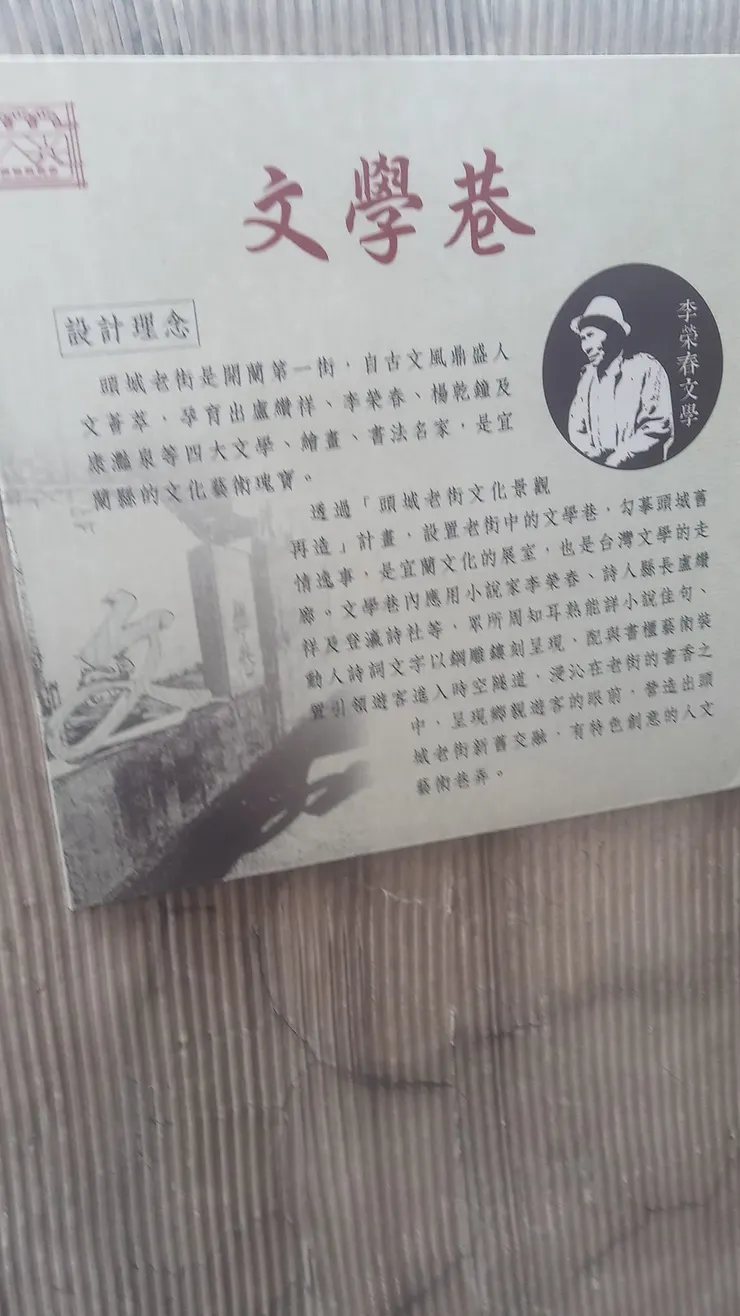 文學巷
設計理念
頭城老街是開蘭第一街，自古文風鼎盛人
文薈萃，孕育出盧纘祥、李榮春、楊乾鐘及
康灩泉等四大文學、繪畫、書法名家，是宜
蘭縣的文化藝術瑰寶。
李榮春文學
透過「頭城老街文化景觀
再造」計畫，設置老街中的文學巷，勾摹頭城舊
情逸事，是宜蘭文化的展室，也是台灣文學的走
廊。文學巷內應用小說家李榮春、詩人縣長盧纘
祥及登瀛詩社等，眾所周知耳熟能詳小說佳句、
動人詩詞文字以鋼雕鏤刻呈現，配與書櫃藝術裝
置引領遊客進入時空隧道，浸沁在老街的書香之
中，呈現鄉親遊客的眼前，營造出頭
城老街新舊交融，有特色創意的人文
藝術巷弄。